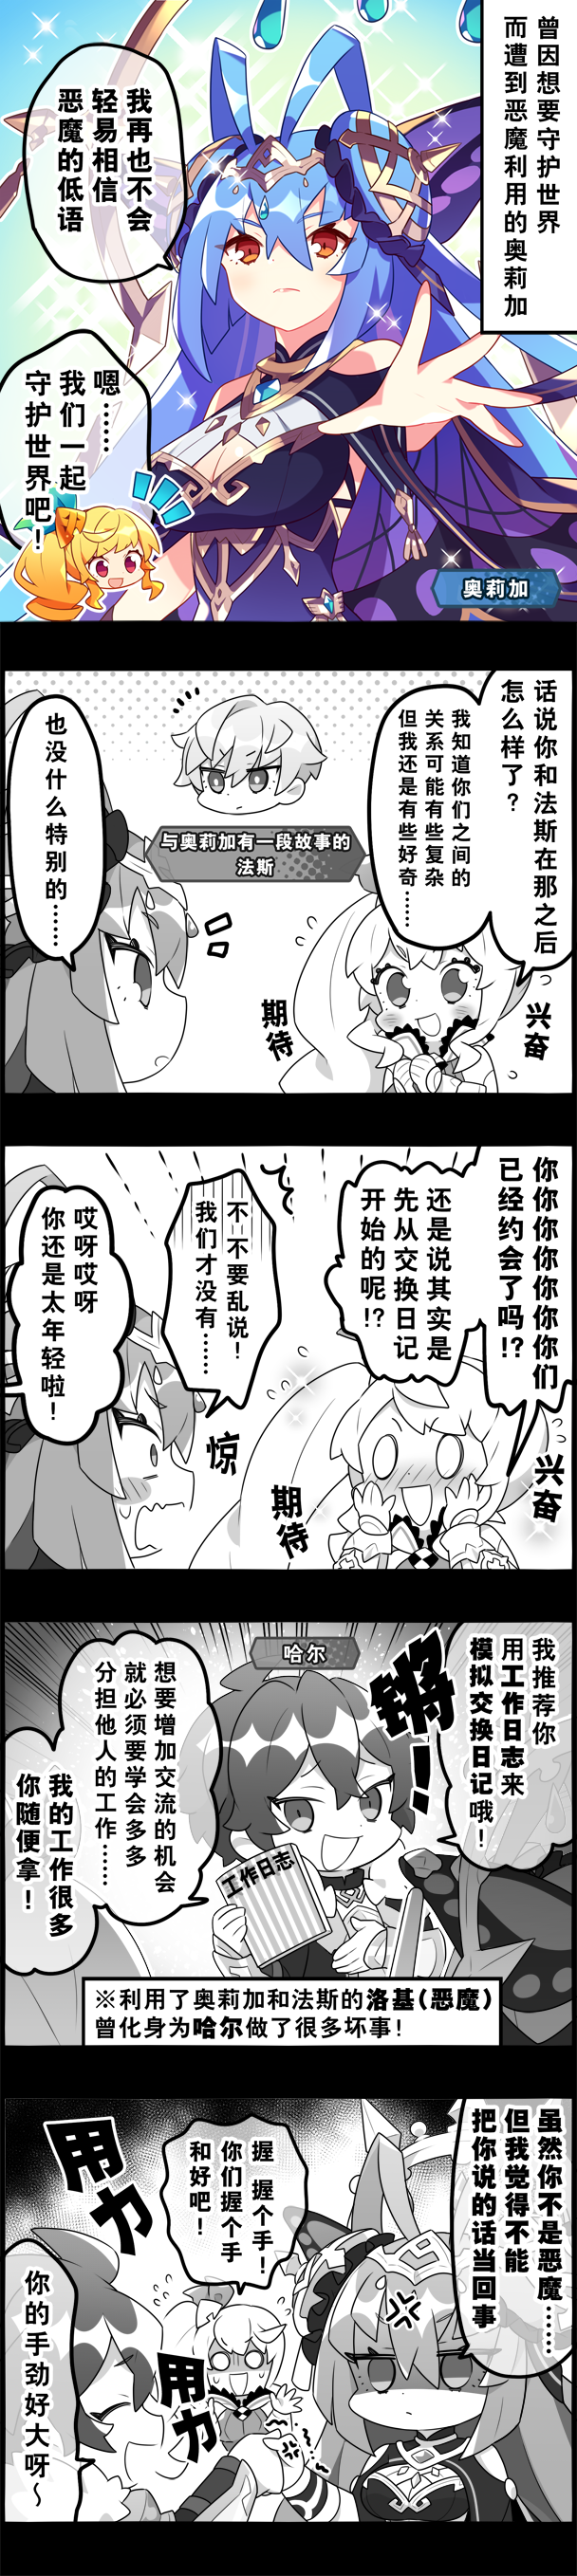 曾因想要守护世界
而遭到恶魔利用的奥莉加
我再也不会
轻易相信
恶魔的低语
嗯……
我们一起
守护世界吧！
奥莉加
话说你和法斯在那之后
怎么样了？
我知道你们之间的
关系可能有些复杂
但我还是有些好奇……
与奥莉加有一段故事的
法斯
也没什么特别的……
兴奋
期待
你你你你你你你们
已经约会了吗！？
还是说其实是
先从交换日记
开始的呢！？
不－不要乱说！
我们才没有……
哎呀哎呀
你还是太年轻啦！
兴奋
期待
惊
我推荐你
用工作日志来
模拟交换日记哦！
锵！
哈尔
工作日志
想要增加交流的机会
就必须要学会多多
分担他人的工作……
我的工作很多
你随便拿！
※利用了奥莉加和法斯的洛基(恶魔)
曾化身为哈尔做了很多坏事！
虽然你不是恶魔……
但我觉得不能
把你说的话当回事
握 握个手！
你们握个手
和好吧！
用力
用力
你的手劲好大呀～